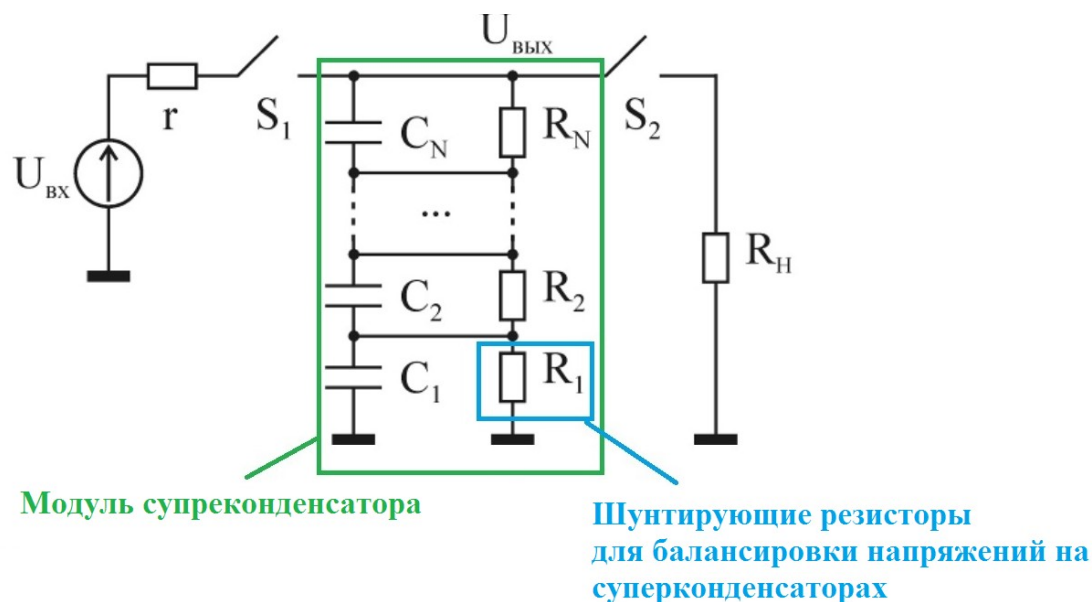 U вых
r
S1
CN
RN
S2
Uвх
...
RН
C2
R2
C1
R1
Модуль супреконденсатора
Шунтирующие резисторы
для балансировки напряжений на
суперконденсаторах